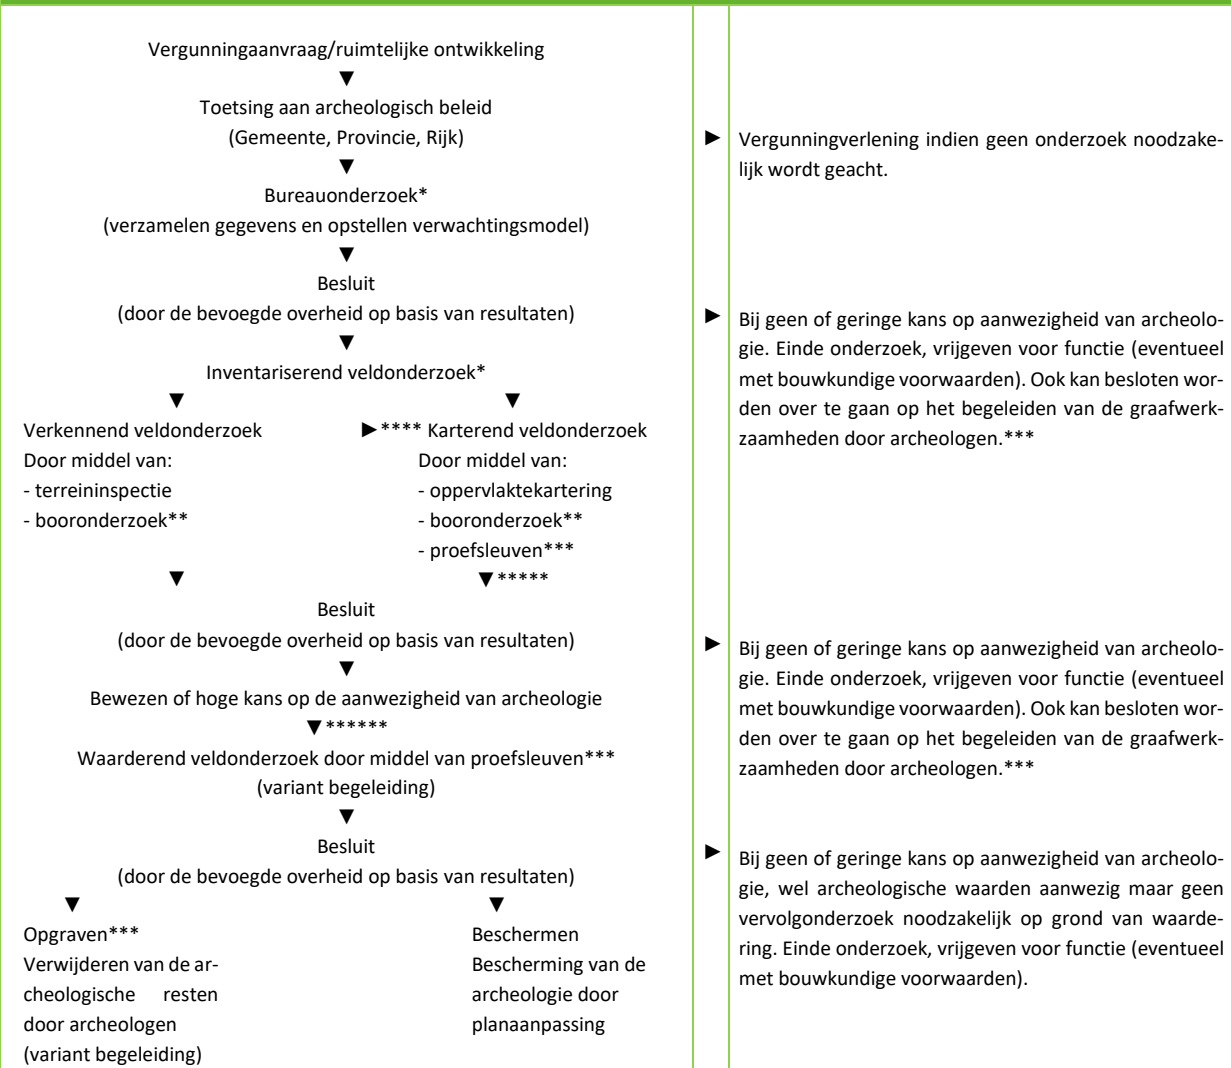 Vergunningaanvraag/ruimtelijke ontwikkeling
▼
Toetsing aan archeologisch beleid
(Gemeente, Provincie, Rijk)
▼
Bureauonderzoek*
(verzamelen gegevens en opstellen verwachtingsmodel)
▼
Besluit
(door de bevoegde overheid op basis van resultaten)
▼
Inventariserend veldonderzoek*
▼ ▼
Verkennend veldonderzoek
Door middel van:
- terreininspectie
- booronderzoek**
▼
►**** Karterend veldonderzoek
Door middel van:
- oppervlaktekartering
- booronderzoek**
- proefsleuven***
▼*****
Besluit
(door de bevoegde overheid op basis van resultaten)
▼
Bewezen of hoge kans op de aanwezigheid van archeologie
▼******
Waarderend veldonderzoek door middel van proefsleuven***
(variant begeleiding)
▼
Besluit
(door de bevoegde overheid op basis van resultaten)
▼ ▼
Opgraven***
Verwijderen van de ar-
cheologische resten
door archeologen
(variant begeleiding)
Beschermen
Bescherming van de
archeologie door
planaanpassing
► Vergunningverlening indien geen onderzoek noodzake-
lijk wordt geacht.
► Bij geen of geringe kans op aanwezigheid van archeolo-
gie. Einde onderzoek, vrijgeven voor functie (eventueel
met bouwkundige voorwaarden). Ook kan besloten wor-
den over te gaan op het begeleiden van de graafwerk-
zaamheden door archeologen.***
► Bij geen of geringe kans op aanwezigheid van archeolo-
gie. Einde onderzoek, vrijgeven voor functie (eventueel
met bouwkundige voorwaarden). Ook kan besloten wor-
den over te gaan op het begeleiden van de graafwerk-
zaamheden door archeologen.***
► Bij geen of geringe kans op aanwezigheid van archeolo-
gie, wel archeologische waarden aanwezig maar geen
vervolgonderzoek noodzakelijk op grond van waarde-
ring. Einde onderzoek, vrijgeven voor functie (eventueel
met bouwkundige voorwaarden).